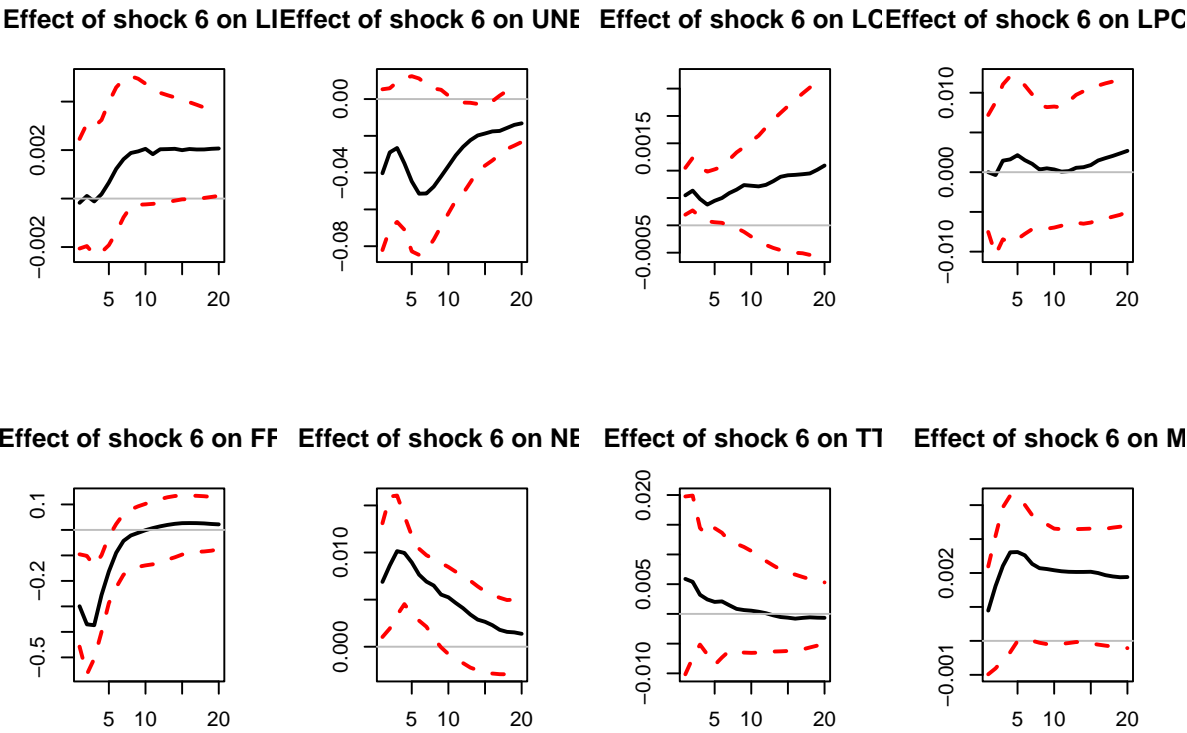 Effect of shock 6 on LI
Effect of shock 6 on UNE
Effect of shock 6 on LC
Effect of shock 6 on LPC
−0.002 0.002
−0.08 −0.04 0.00
−0.0005 0.0015
−0.010 0.000 0.010
5 10 20
5 10 20
5 10 20
5 10 20
Effect of shock 6 on FF
Effect of shock 6 on NE
Effect of shock 6 on TT
Effect of shock 6 on M
−0.5 −0.2 0.1
0.000 0.010
−0.010 0.005 0.020
−0.001 0.002
5 10 20
5 10 20
5 10 20
5 10 20